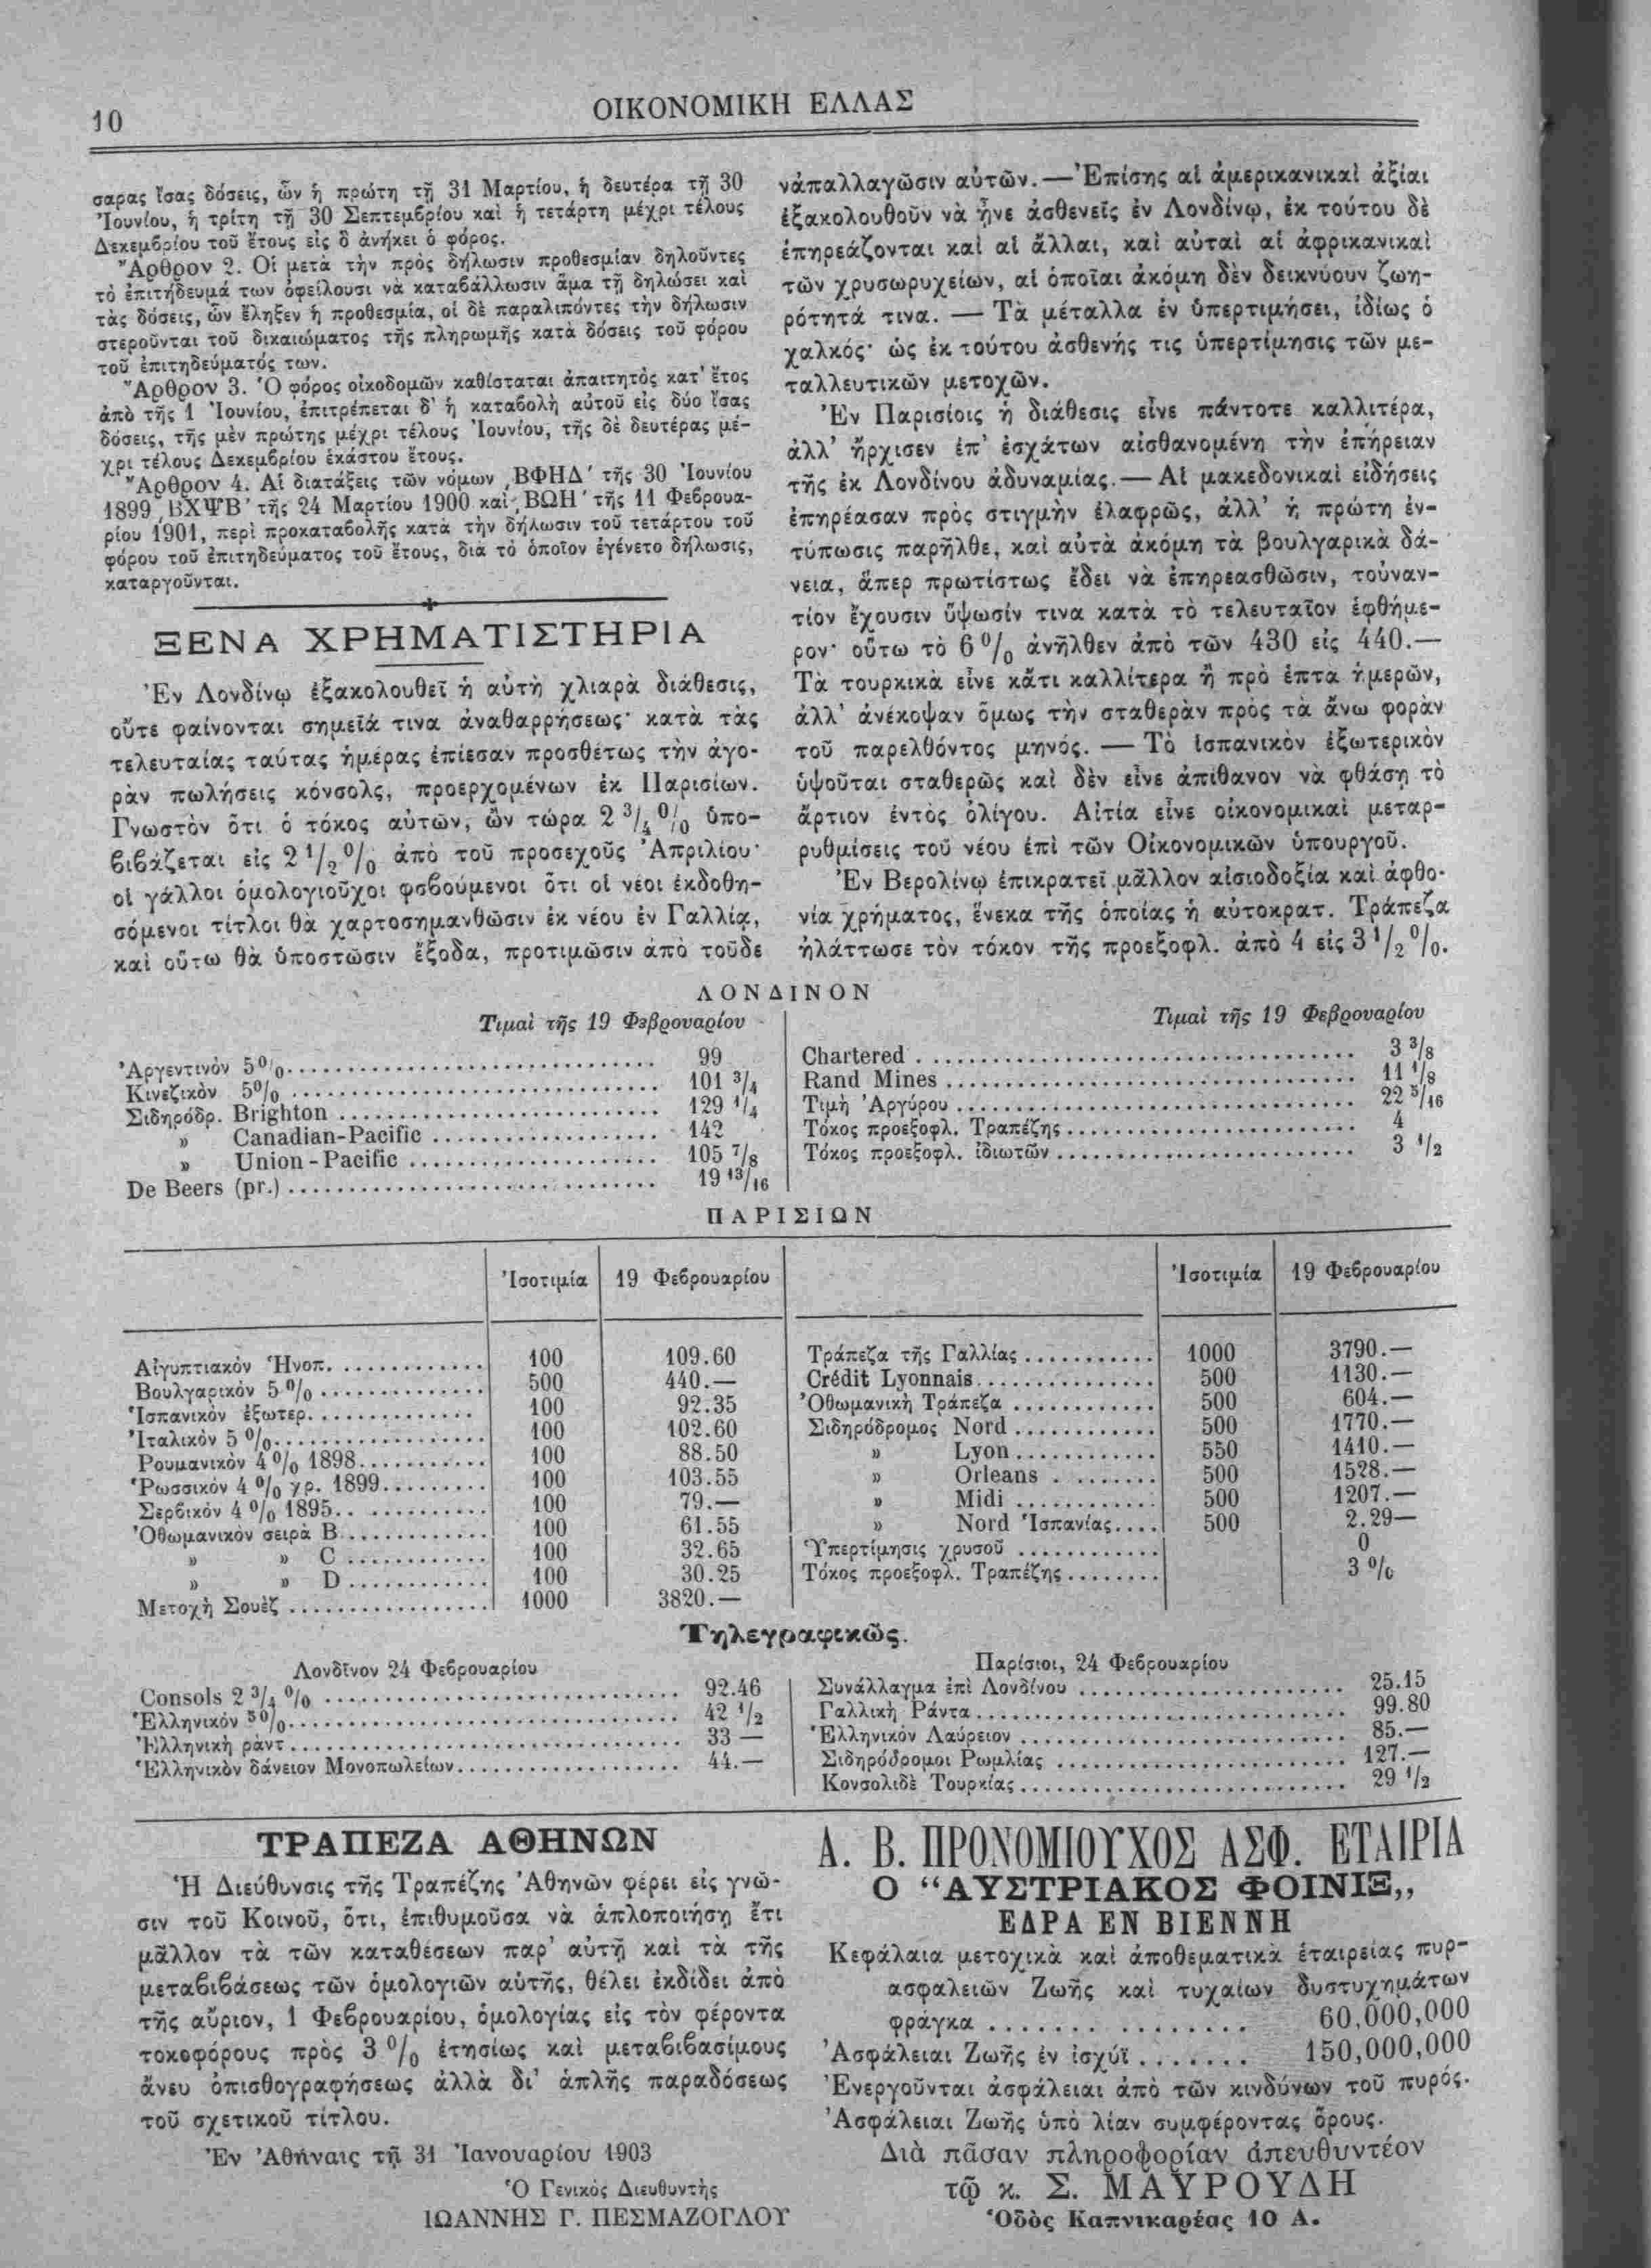 10
ΟΙΚΟΝΟΜΙΚΗ ΕΛΛΑΣ
σαρας ἴσας δόσεις, ὧν ἡ πρώτη τῇ 31 Μαρτίου, ἡ δευτέρα τῇ 30
Ἰουνίου, ἡ τρίτη τῇ 30 Σεπτεμβρίου καὶ ἡ τετάρτη μέχρι τέλους
Δεκεμβρίου τοῦ ἔτους εἰς ὃ ἀνήκει ὁ φόρος.
Ἄρθρον 2. Οἱ μετὰ τὴν πρὸς δήλωσιν προθεσμίαν δηλοῦντες
τὸ ἐπιτήδευμά των ὀφείλουσι νὰ καταβάλλωσιν ἅμα τῇ δηλώσει καὶ
τὰς δόσεις, ὧν ἔληξεν ἡ προθεσμία, οἱ δὲ παραλιπόντες τὴν δήλωσιν
στεροῦνται τοῦ δικαιώματος τῆς πληρωμῆς κατὰ δόσεις τοῦ φόρου
τοῦ ἐπιτηδεύματός των.
Ἄρθρον 3. Ὁ φόρος οἰκοδομῶν καθίσταται ἀπαιτητὸς κατ' ἔτος
ἀπὸ τῆς 1 Ἰουνίου, ἐπιτρέπεται δ' ἡ καταβολὴ αὐτοῦ εἰς δύο ἴσας
δόσεις, τῆς μὲν πρώτης μέχρι τέλους Ἰουνίου, τῆς δὲ δευτέρας μέ-
χρι τέλους Δεκεμβρίου ἑκάστου ἔτους.
Ἄρθρον 4. Αἱ διατάξεις τῶν νόμων ͵ΒΦΗΔ' τῆς 30 Ἰουνίου
1899 ͵ΒΧΨΒ' τῆς 24 Μαρτίου 1900 καὶ ͵ΒΩΗ' τῆς 11 Φεβρουα-
ρίου 1901, περὶ προκαταβολῆς κατὰ τὴν δήλωσιν τοῦ τετάρτου τοῦ
φόρου τοῦ ἐπιτηδεύματος τοῦ ἔτους, διὰ τὸ ὁποῖον ἐγένετο δήλωσις,
καταργοῦνται.
ΞΕΝΑ ΧΡΗΜΑΤΙΣΤΗΡΙΑ
Ἐν Λονδίνῳ ἐξακολουθεῖ ἡ αὐτὴ χλιαρὰ διάθεσις,
οὔτε φαίνονται σημεῖά τινα ἀναθαρρήσεως· κατὰ τὰς
τελευταίας ταύτας ἡμέρας ἐπίεσαν προσθέτως τὴν ἀγο-
ρὰν πωλήσεις κόνσολς, προερχομένων ἐκ Παρισίων.
Γνωστὸν ὅτι ὁ τόκος αὐτῶν, ὢν τώρα 2 3/4 0/0 ὑπο-
βιβάζεται εἰς 2 1/2 0/0 ἀπὸ τοῦ προσεχοῦς Ἀπριλίου·
οἱ γάλλοι ὁμολογιοῦχοι φοβούμενοι ὅτι οἱ νέοι ἐκδοθη-
σόμενοι τίτλοι θὰ χαρτοσημανθῶσιν ἐκ νέου ἐν Γαλλίᾳ,
καὶ οὕτω θὰ ὑποστῶσιν ἔξοδα, προτιμῶσιν ἀπὸ τοῦδε
νἀπαλλαγῶσιν αὐτῶν. — Ἐπίσης αἱ ἀμερικανικαὶ ἀξίαι
ἐξακολουθοῦν νὰ ἦνε ἀσθενεῖς ἐν Λονδίνῳ, ἐκ τούτου δὲ
ἐπηρεάζονται καὶ αἱ ἄλλαι, καὶ αὐταὶ αἱ ἀφρικανικαὶ
τῶν χρυσωρυχείων, αἱ ὁποῖαι ἀκόμη δὲν δεικνύουν ζωη-
ρότητά τινα. — Τὰ μέταλλα ἐν ὑπερτιμήσει, ἰδίως ὁ
χαλκός· ὡς ἐκ τούτου ἀσθενής τις ὑπερτίμησις τῶν με-
ταλλευτικῶν μετοχῶν.
Ἐν Παρισίοις ἡ διάθεσις εἶνε πάντοτε καλλιτέρα,
ἀλλ' ἤρχισεν ἐπ' ἐσχάτων αἰσθανομένη τὴν ἐπήρειαν
τῆς ἐκ Λονδίνου ἀδυναμίας. — Αἱ μακεδονικαὶ εἰδήσεις
ἐπηρέασαν πρὸς στιγμὴν ἐλαφρῶς, ἀλλ' ἡ πρώτη ἐν-
τύπωσις παρῆλθε, καὶ αὐτὰ ἀκόμη τὰ βουλγαρικὰ δά-
νεια, ἅπερ πρωτίστως ἔδει νὰ ἐπηρεασθῶσιν, τοὐναν-
τίον ἔχουσιν ὕψωσίν τινα κατὰ τὸ τελευταῖον ἑφθήμε-
ρον· οὕτω τὸ 6 0/0 ἀνῆλθεν ἀπὸ τῶν 430 εἰς 440.—
Τὰ τουρκικὰ εἶνε κἄτι καλλίτερα ἢ πρὸ ἑπτὰ ἡμερῶν,
ἀλλ' ἀνέκοψαν ὅμως τὴν σταθερὰν πρὸς τὰ ἄνω φορὰν
τοῦ παρελθόντος μηνός. — Τὸ ἱσπανικὸν ἐξωτερικὸν
ὑψοῦται σταθερῶς καὶ δὲν εἶνε ἀπίθανον νὰ φθάσῃ τὸ
ἄρτιον ἐντὸς ὀλίγου. Αἰτία εἶνε οἰκονομικαὶ μεταρ-
ρυθμίσεις τοῦ νέου ἐπὶ τῶν Οἰκονομικῶν ὑπουργοῦ.
Ἐν Βερολίνῳ ἐπικρατεῖ μᾶλλον αἰσιοδοξία καὶ ἀφθο-
νία χρήματος, ἕνεκα τῆς ὁποίας ἡ αὐτοκρατ. Τράπεζα
ἠλάττωσε τὸν τόκον τῆς προεξοφλ. ἀπὸ 4 εἰς 3 1/2 0/0.
ΛΟΝΔΙΝΟΝ
Τιμαὶ τῆς 19 Φεβρουαρίου
Ἀργεντινὸν 5 0/0 ..... 99
Κινεζικὸν 5 0/0 ..... 101 3/4
Σιδηρόδρ. Brighton ..... 129 1/4
» Canadian-Pacific ..... 142
» Union-Pacific ..... 105 7/8
De Beers (pr.) ..... 19 13/16
Τιμαὶ τῆς 19 Φεβρουαρίου
Chartered ..... 3 3/8
Rand Mines ..... 11 1/8
Τιμὴ Ἀργύρου ..... 22 5/16
Τόκος προεξοφλ. Τραπέζης ..... 4
Τόκος προεξοφλ. ἰδιωτῶν ..... 3 1/2
ΠΑΡΙΣΙΩΝ
Ἰσοτιμία 19 Φεβρουαρίου
Αἰγυπτιακὸν Ἡνοπ. ..... 100 109.60
Βουλγαρικὸν 5 0/0 ..... 500 440.—
Ἱσπανικὸν ἐξωτερ. ..... 100 92.35
Ἰταλικὸν 5 0/0 ..... 100 102.60
Ρουμανικὸν 4 0/0 1898 ..... 100 88.50
Ῥωσσικὸν 4 0/0 χρ. 1899 ..... 100 103.55
Σερβικὸν 4 0/0 1895 ..... 100 79.—
Ὀθωμανικὸν σειρὰ B ..... 100 61.55
» » C ..... 100 32.65
» » D ..... 100 30.25
Μετοχὴ Σουὲζ ..... 1000 3820.—
Ἰσοτιμία 19 Φεβρουαρίου
Τράπεζα τῆς Γαλλίας ..... 1000 3790.—
Crédit Lyonnais ..... 500 1130.—
Ὀθωμανικὴ Τράπεζα ..... 500 604.—
Σιδηρόδρομος Nord ..... 500 1770.—
» Lyon ..... 550 1410.—
» Orleans ..... 500 1528.—
» Midi ..... 500 1207.—
» Nord Ἱσπανίας .... 500 2.29—
Ὑπερτίμησις χρυσοῦ ..... 0
Τόκος προεξοφλ. Τραπέζης ..... 3 0/0
Τηλεγραφικῶς.
Λονδῖνον 24 Φεβρουαρίου
Consols 2 3/4 0/0 ..... 92.46
Ἑλληνικὸν 5 0/0 ..... 42 1/2
Ἑλληνικὴ ρὰντ ..... 33 —
Ἑλληνικὸν δάνειον Μονοπωλείων ..... 44.—
Παρίσιοι, 24 Φεβρουαρίου
Συνάλλαγμα ἐπὶ Λονδίνου ..... 25.15
Γαλλικὴ Ράντα ..... 99.80
Ἑλληνικὸν Λαύρειον ..... 85.—
Σιδηρόδρομοι Ρωμλίας ..... 127.—
Κονσολιδὲ Τουρκίας ..... 29 1/2
ΤΡΑΠΕΖΑ ΑΘΗΝΩΝ
Ἡ Διεύθυνσις τῆς Τραπέζης Ἀθηνῶν φέρει εἰς γνῶ-
σιν τοῦ Κοινοῦ, ὅτι, ἐπιθυμοῦσα νὰ ἁπλοποιήσῃ ἔτι
μᾶλλον τὰ τῶν καταθέσεων παρ' αὐτῇ καὶ τὰ τῆς
μεταβιβάσεως τῶν ὁμολογιῶν αὐτῆς, θέλει ἐκδίδει ἀπὸ
τῆς αὔριον, 1 Φεβρουαρίου, ὁμολογίας εἰς τὸν φέροντα
τοκοφόρους πρὸς 3 0/0 ἐτησίως καὶ μεταβιβασίμους
ἄνευ ὀπισθογραφήσεως ἀλλὰ δι' ἁπλῆς παραδόσεως
τοῦ σχετικοῦ τίτλου.
Ἐν Ἀθήναις τῇ 31 Ἰανουαρίου 1903
Ὁ Γενικὸς Διευθυντὴς
ΙΩΑΝΝΗΣ Γ. ΠΕΣΜΑΖΟΓΛΟΥ
Α. Β. ΠΡΟΝΟΜΙΟΥΧΟΣ ΑΣΦ. ΕΤΑΙΡΙΑ
Ο “ΑΥΣΤΡΙΑΚΟΣ ΦΟΙΝΙΞ,,
ΕΔΡΑ ΕΝ ΒΙΕΝΝΗ
Κεφάλαια μετοχικὰ καὶ ἀποθεματικὰ ἑταιρείας πυρ-
ασφαλειῶν Ζωῆς καὶ τυχαίων δυστυχημάτων
φράγκα ..... 60,000,000
Ἀσφάλειαι Ζωῆς ἐν ἰσχύϊ ..... 150,000,000
Ἐνεργοῦνται ἀσφάλειαι ἀπὸ τῶν κινδύνων τοῦ πυρός.
Ἀσφάλειαι Ζωῆς ὑπὸ λίαν συμφέροντας ὅρους.
Διὰ πᾶσαν πληροφορίαν ἀπευθυντέον
τῷ κ. Σ. ΜΑΥΡΟΥΔΗ
Ὁδὸς Καπνικαρέας 10 Α.